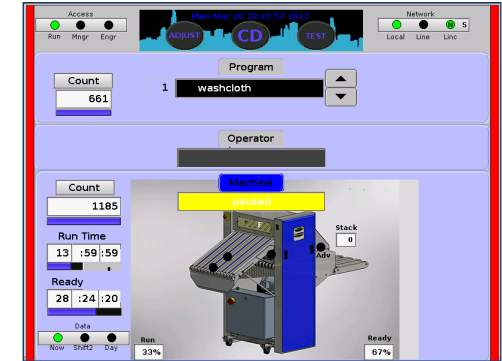 Access
Run Mngr Engr
Mon Mar 20 10:42:57 2017
ADJUST CD TEST
Network
N S
Local Line Linc
Count
661
Program
1 washcloth
Operator
Count
1185
Machine
paused
Run Time
13 :59 :59
Ready
28 :24 :20
Stack
0
Adv
Data
Now Shift2 Day
Run
33%
Ready
67%